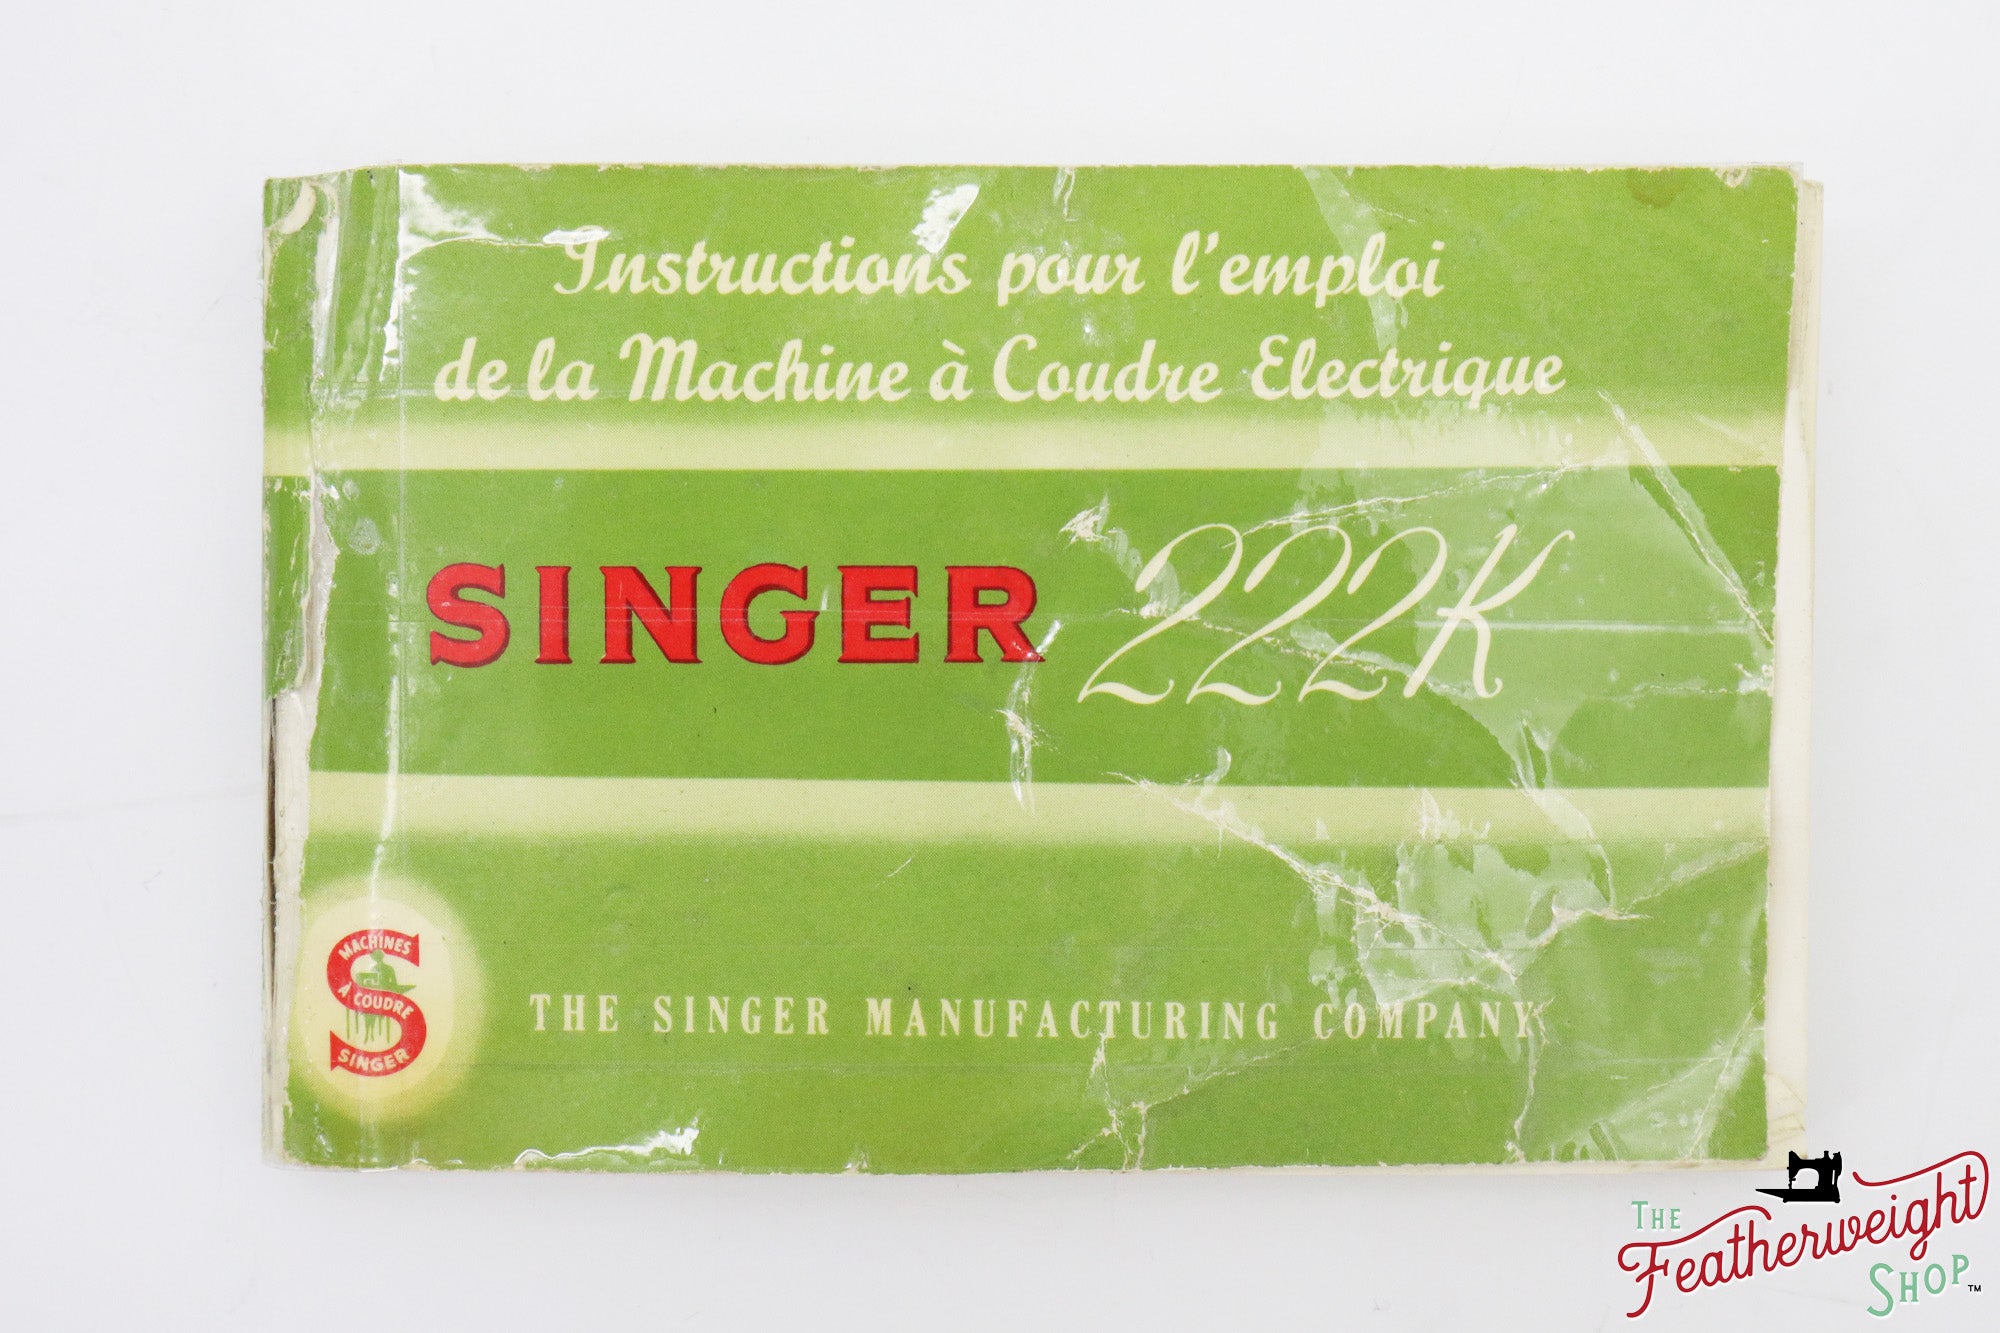 Instructions pour l'emploi
de la Machine à Coudre Electrique
SINGER 222K
MACHINES
À COUDRE
SINGER
THE SINGER MANUFACTURING COMPANY
THE
Featherweight
SHOP™